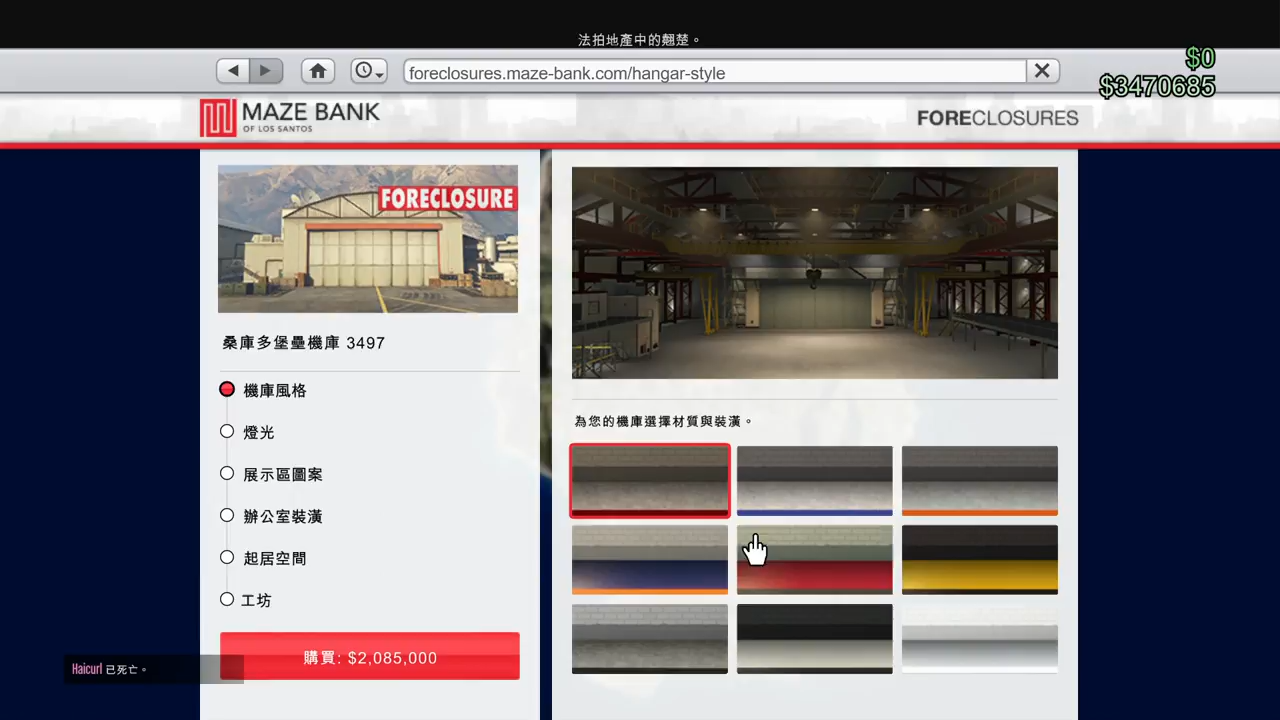 法拍地產中的翹楚。
$0
foreclosures.maze-bank.com/hangar-style
$3470685
MAZE BANK
OF LOS SANTOS
FORECLOSURES
FORECLOSURE
桑庫多堡壘機庫 3497
機庫風格
燈光
展示區圖案
辦公室裝潢
起居空間
工坊
購買: $2,085,000
為您的機庫選擇材質與裝潢。
Haicurl 已死亡。